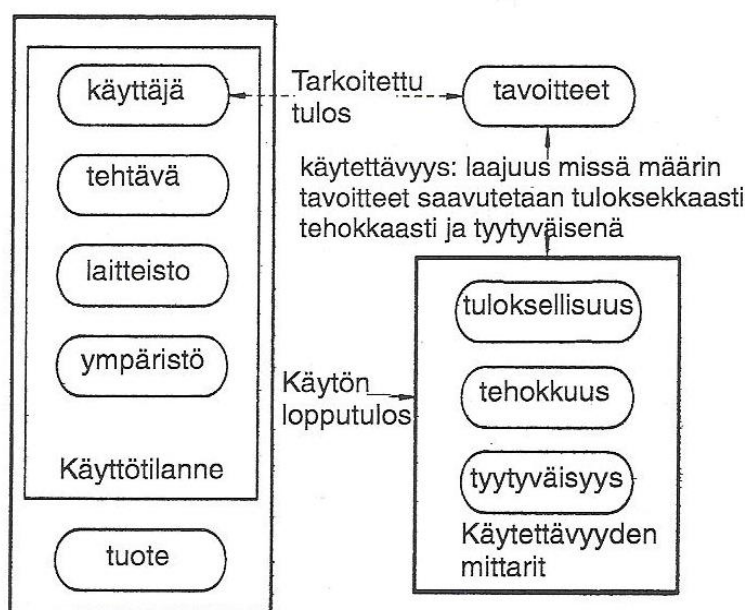 käyttäjä
tehtävä
laitteisto
ympäristö
Käyttötilanne
tuote
Tarkoitettu
tulos
tavoitteet
käytettävyys: laajuus missä määrin
tavoitteet saavutetaan tuloksekkaasti
tehokkaasti ja tyytyväisenä
Käytön
lopputulos
tuloksellisuus
tehokkuus
tyytyväisyys
Käytettävyyden
mittarit